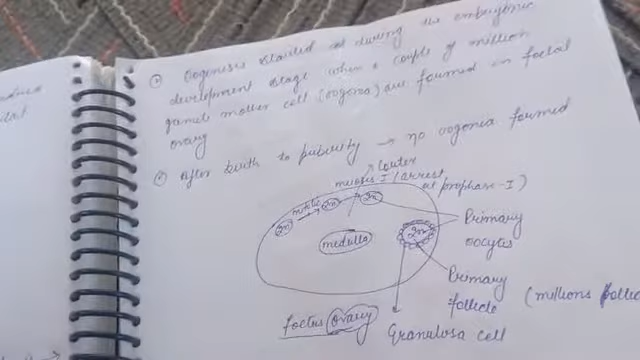 Oogenesis started at during the embryonic
development stage when a couple of million
gamete mother cell (oogonia) are formed in foetal
ovary
After birth to puberty → no oogonia formed
meiosis I (arrest
at prophase-I)
mitotic
2n → 2n → 2n
medulla
2n
Primary
oocytes
Primary
follicle (millions follic
foetus ovary
Granulosa cell